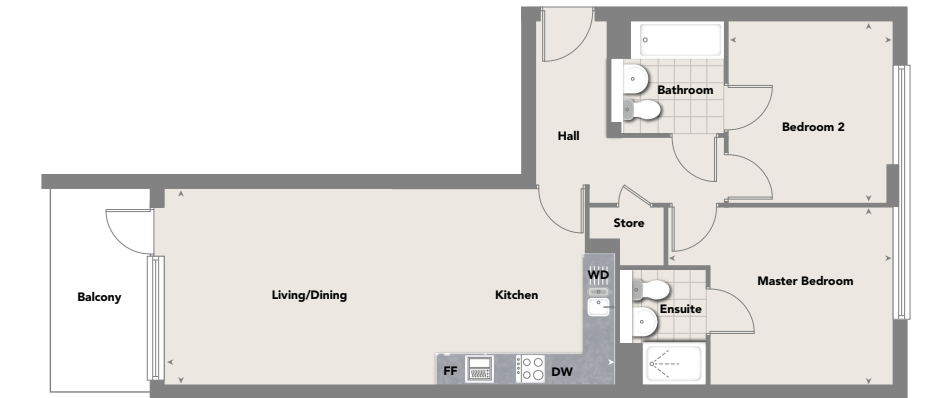 Bathroom
Bedroom 2
Hall
Store
WD
Master Bedroom
Balcony
Living/Dining
Kitchen
Ensuite
FF
DW